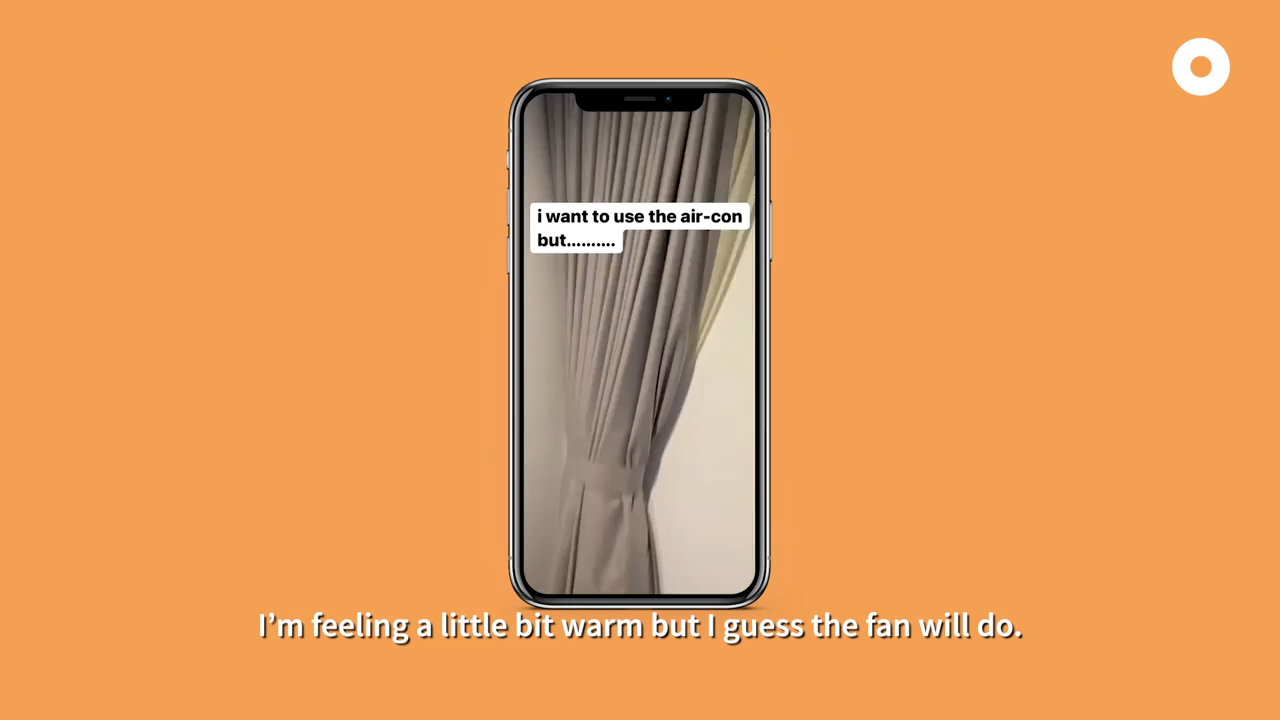 i want to use the air-con
but..........
I’m feeling a little bit warm but I guess the fan will do.